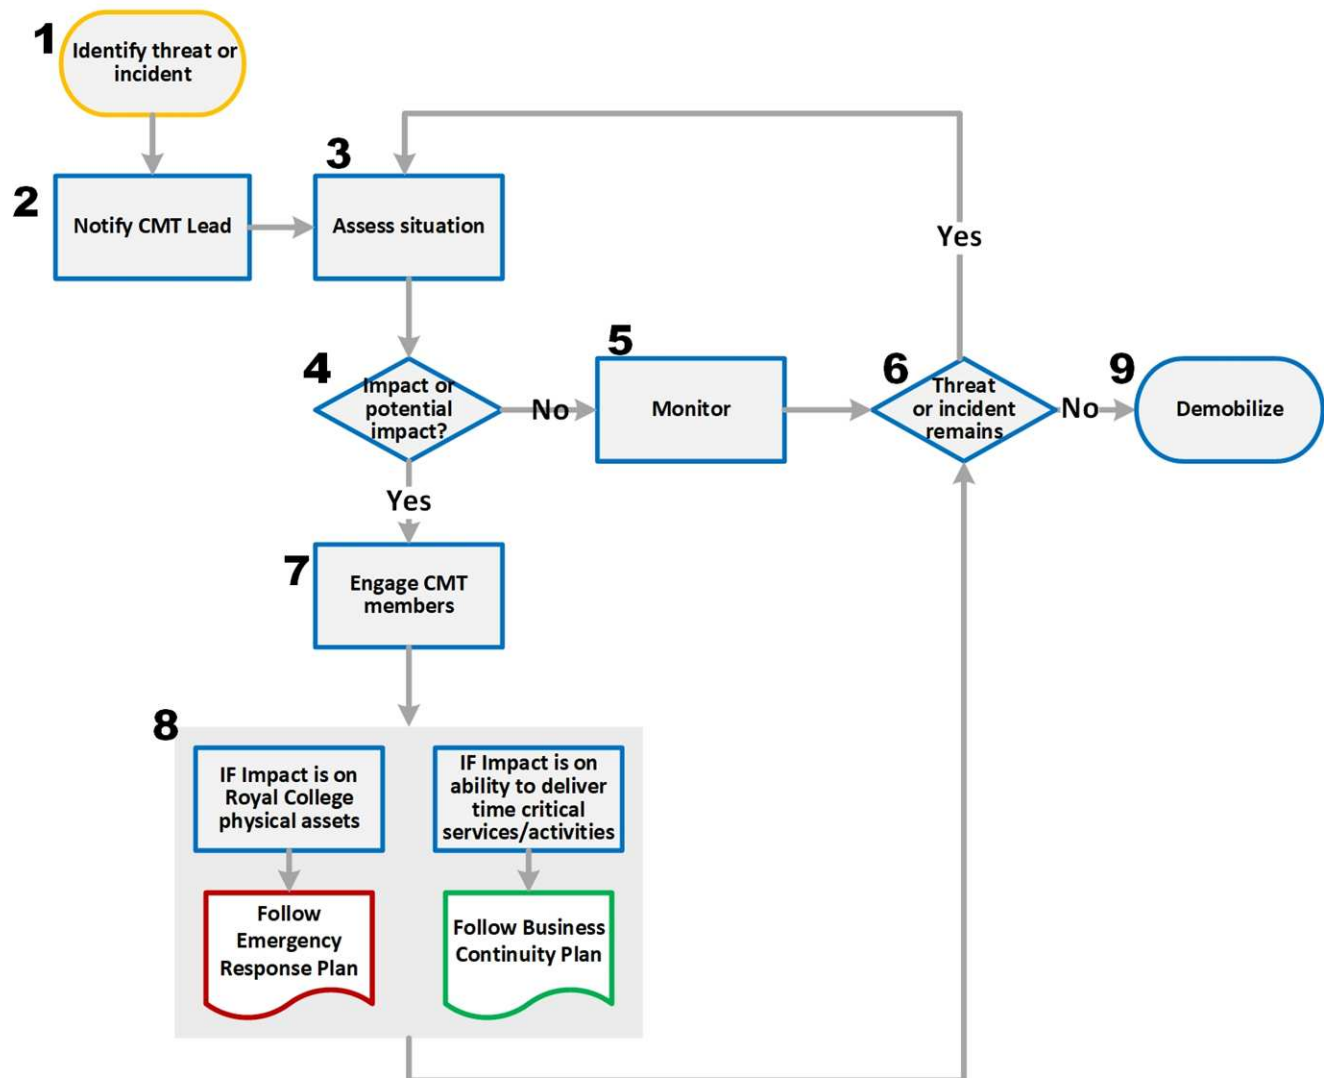 1
Identify threat or
incident
2
Notify CMT Lead
3
Assess situation
4
Impact or
potential
impact?
No
Yes
5
Monitor
6
Threat
or incident
remains
Yes
No
9
Demobilize
7
Engage CMT
members
8
IF Impact is on
Royal College
physical assets
IF Impact is on
ability to deliver
time critical
services/activities
Follow
Emergency
Response Plan
Follow Business
Continuity Plan